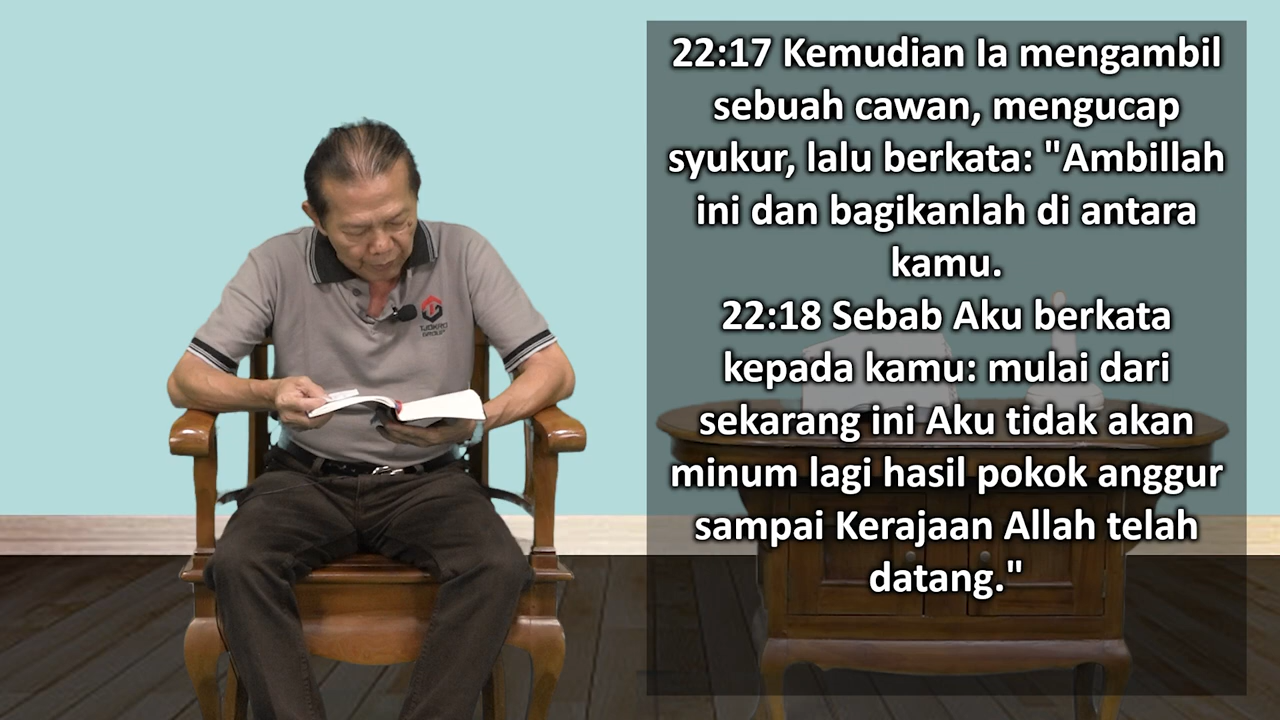 22:17 Kemudian Ia mengambil
sebuah cawan, mengucap
syukur, lalu berkata: "Ambillah
ini dan bagikanlah di antara
kamu.
22:18 Sebab Aku berkata
kepada kamu: mulai dari
sekarang ini Aku tidak akan
minum lagi hasil pokok anggur
sampai Kerajaan Allah telah
datang."